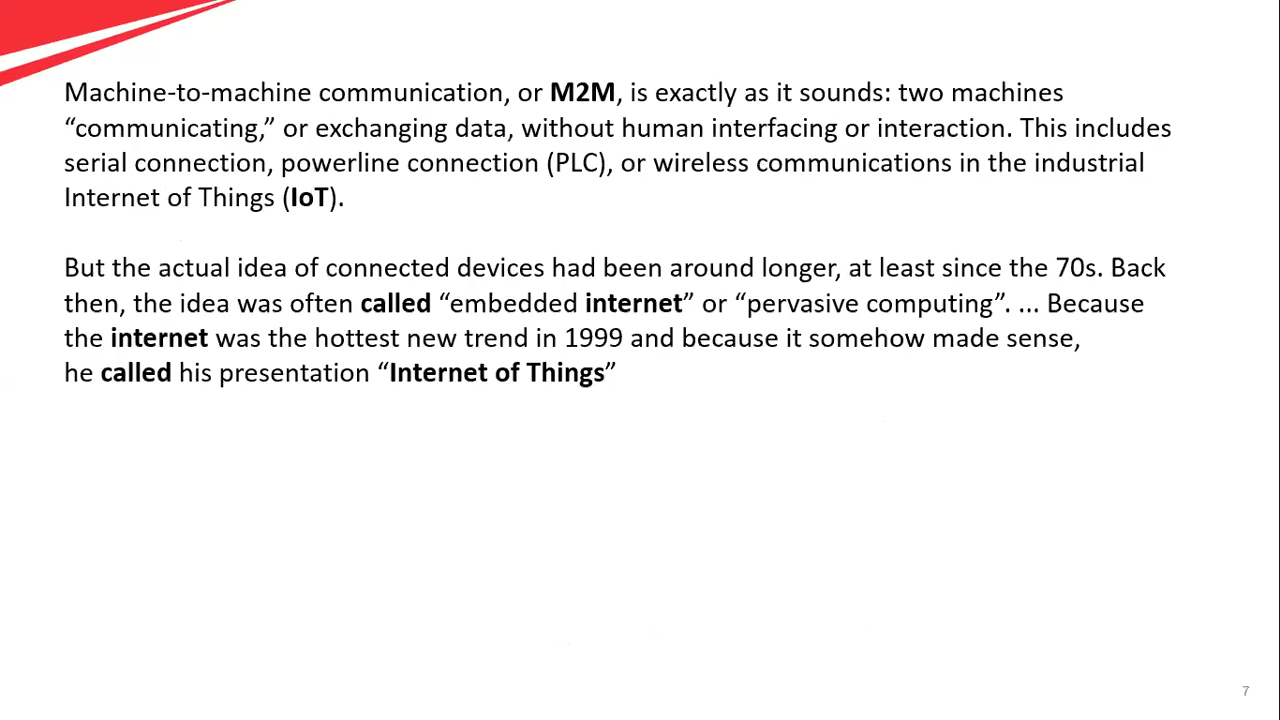 Machine-to-machine communication, or M2M, is exactly as it sounds: two machines
“communicating,” or exchanging data, without human interfacing or interaction. This includes
serial connection, powerline connection (PLC), or wireless communications in the industrial
Internet of Things (IoT).
But the actual idea of connected devices had been around longer, at least since the 70s. Back
then, the idea was often called “embedded internet” or “pervasive computing”. ... Because
the internet was the hottest new trend in 1999 and because it somehow made sense,
he called his presentation “Internet of Things”
7